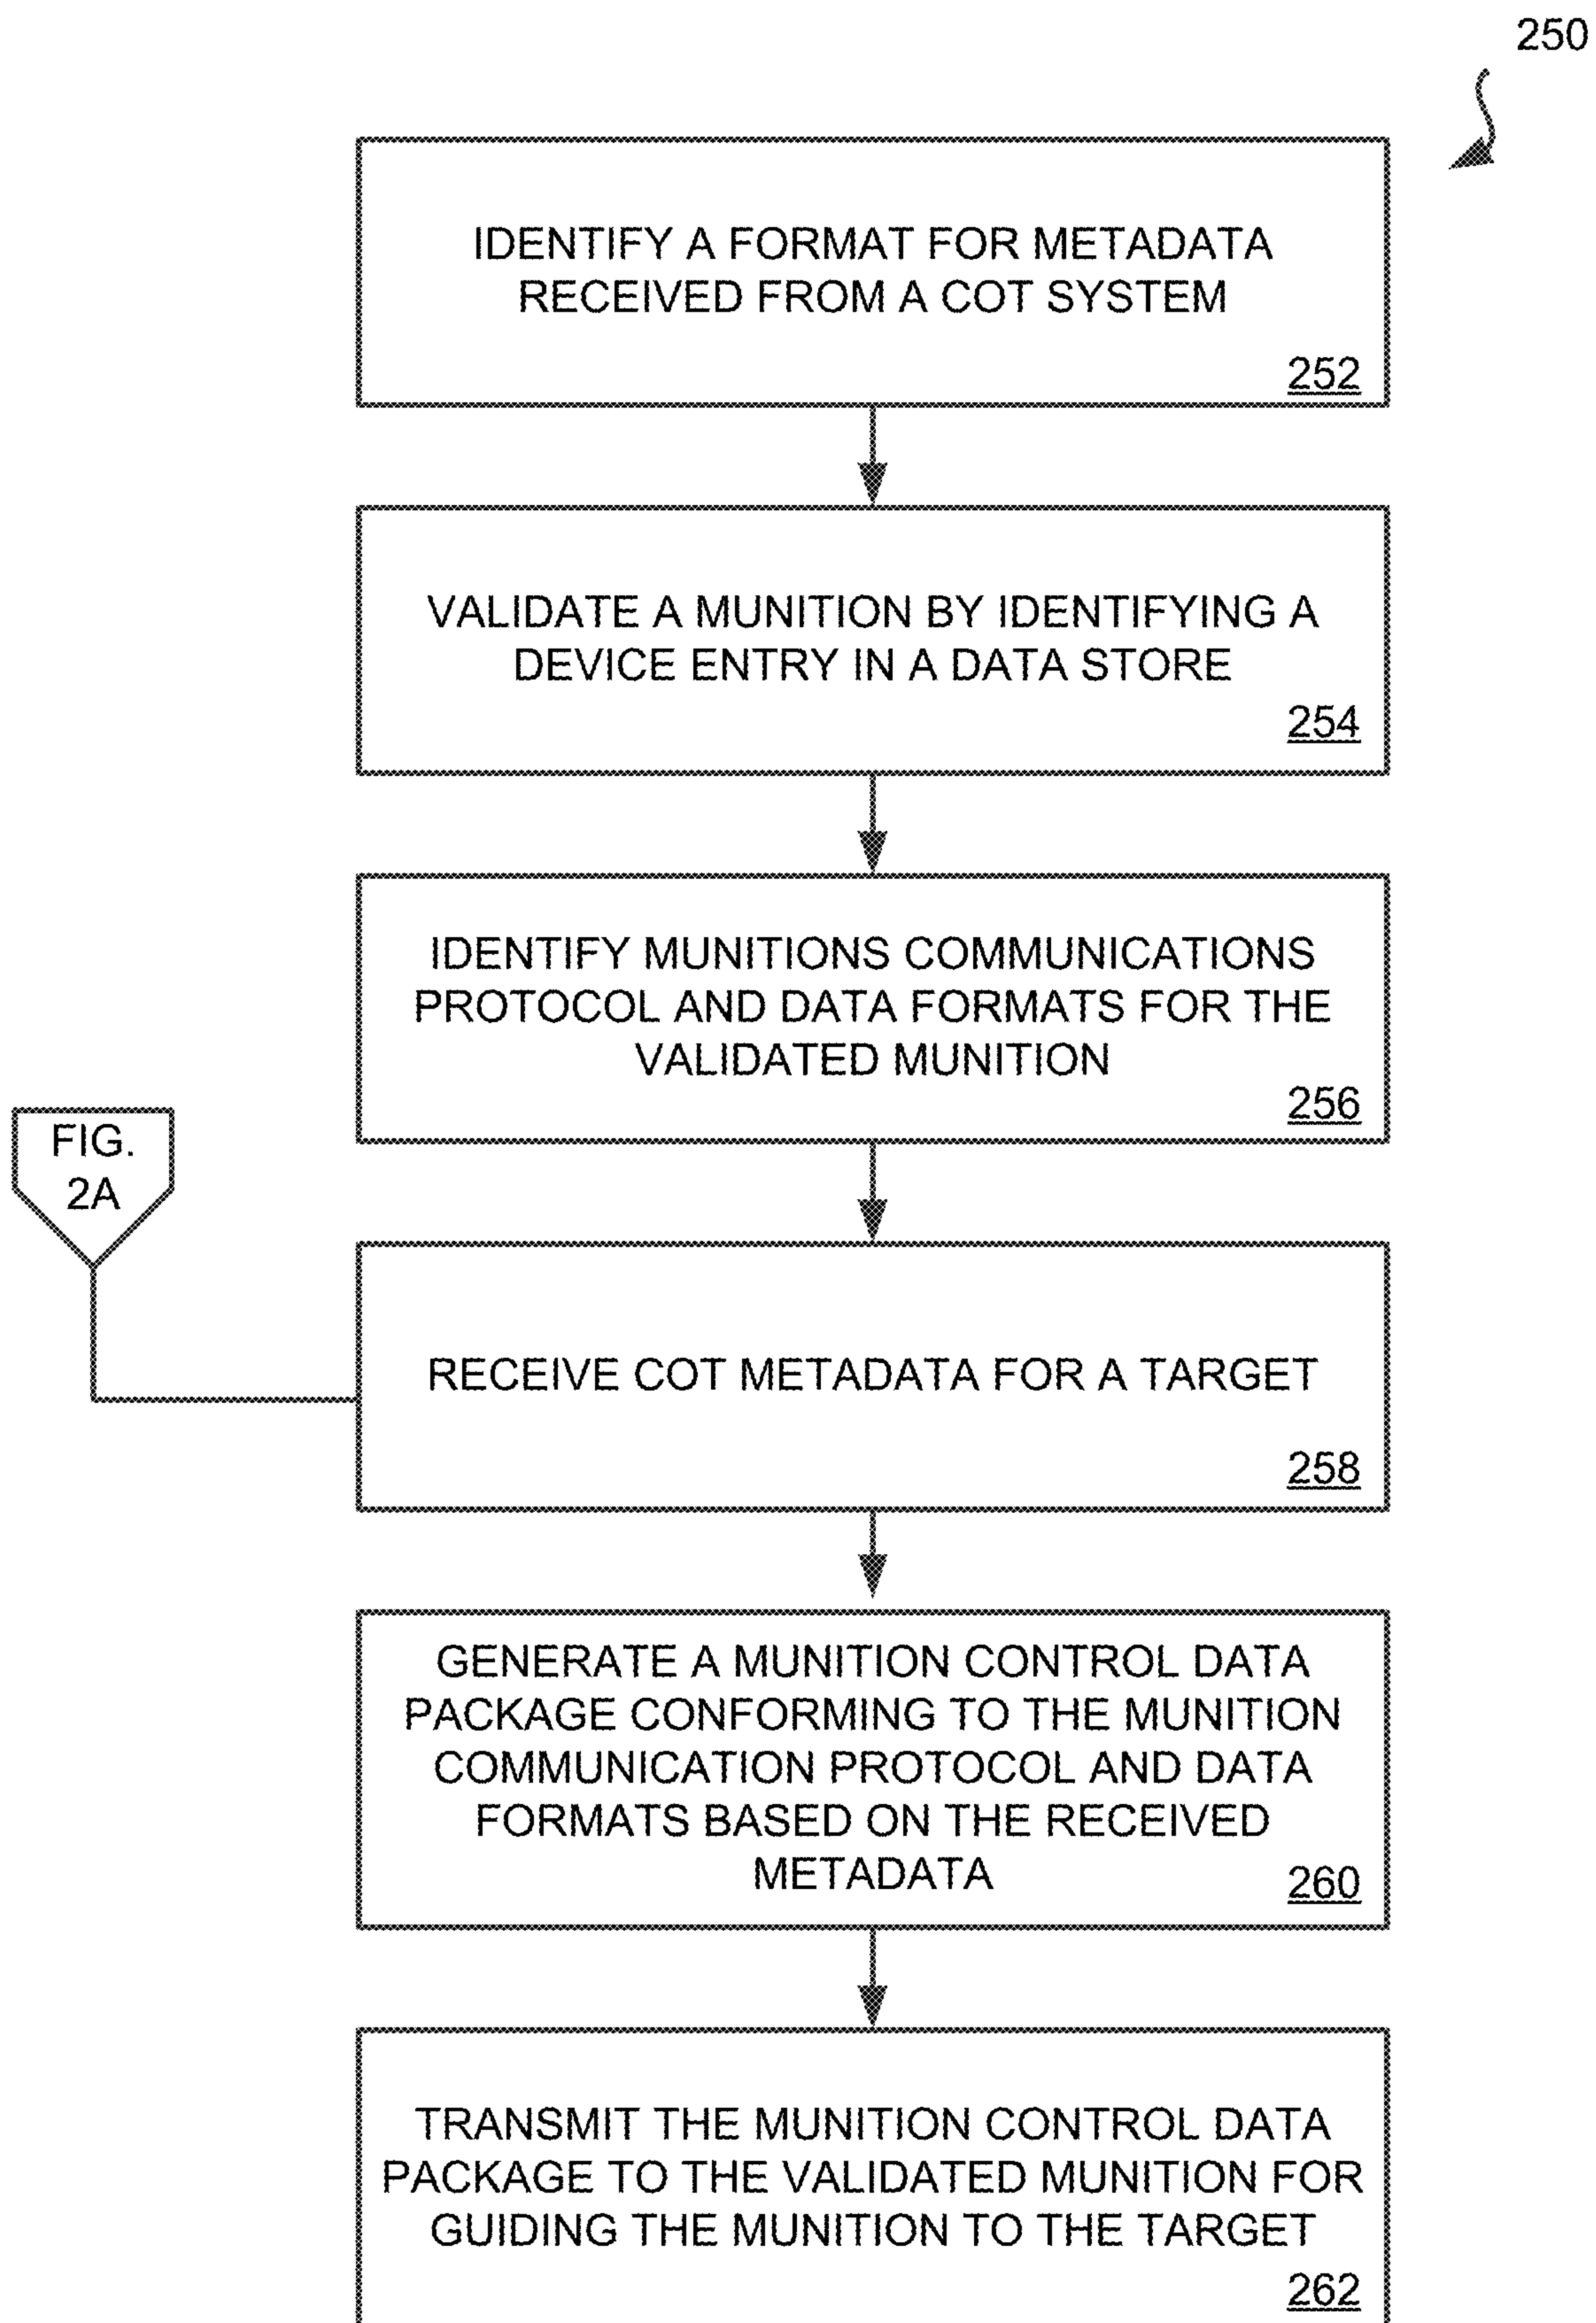 250
IDENTIFY A FORMAT FOR METADATA
RECEIVED FROM A COT SYSTEM
252
VALIDATE A MUNITION BY IDENTIFYING A
DEVICE ENTRY IN A DATA STORE
254
IDENTIFY MUNITIONS COMMUNICATIONS
PROTOCOL AND DATA FORMATS FOR THE
VALIDATED MUNITION
256
FIG.
2A
RECEIVE COT METADATA FOR A TARGET
258
GENERATE A MUNITION CONTROL DATA
PACKAGE CONFORMING TO THE MUNITION
COMMUNICATION PROTOCOL AND DATA
FORMATS BASED ON THE RECEIVED
METADATA
260
TRANSMIT THE MUNITION CONTROL DATA
PACKAGE TO THE VALIDATED MUNITION FOR
GUIDING THE MUNITION TO THE TARGET
262